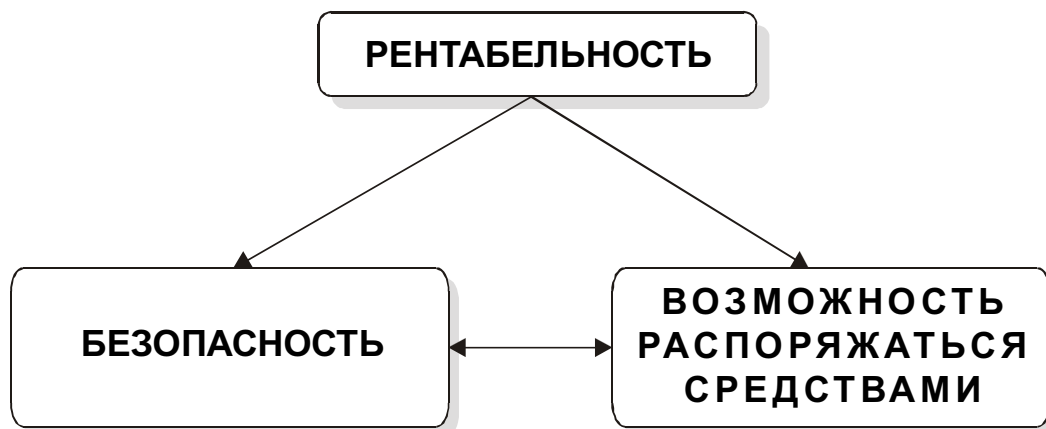 РЕНТАБЕЛЬНОСТЬ
БЕЗОПАСНОСТЬ
ВОЗМОЖНОСТЬ
РАСПОРЯЖАТЬСЯ
СРЕДСТВАМИ